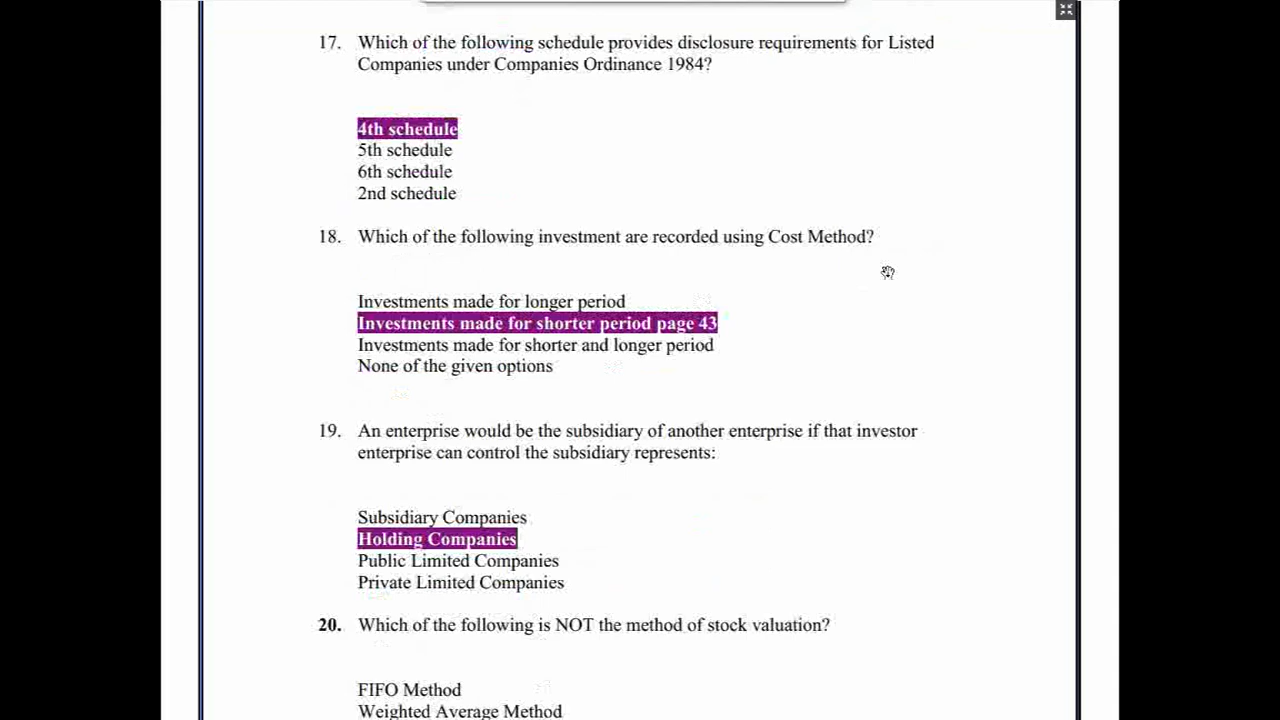 17. Which of the following schedule provides disclosure requirements for Listed
Companies under Companies Ordinance 1984?
4th schedule
5th schedule
6th schedule
2nd schedule
18. Which of the following investment are recorded using Cost Method?
Investments made for longer period
Investments made for shorter period page 43
Investments made for shorter and longer period
None of the given options
19. An enterprise would be the subsidiary of another enterprise if that investor
enterprise can control the subsidiary represents:
Subsidiary Companies
Holding Companies
Public Limited Companies
Private Limited Companies
20. Which of the following is NOT the method of stock valuation?
FIFO Method
Weighted Average Method